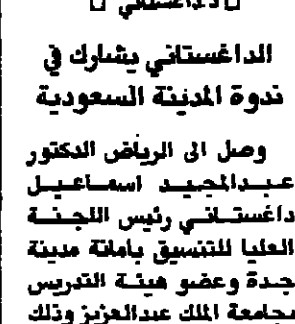 □ د. داغستاني □
الداغستاني يشارك في
ندوة المدينة السعودية
وصل الى الرياض الدكتور
عبدالمجيد اسماعيل
داغستاني رئيس اللجنة
العليا للتنسيق بامانة مدينة
جدة وعضو هيئة التدريس
بجامعة الملك عبدالعزيز وذلك